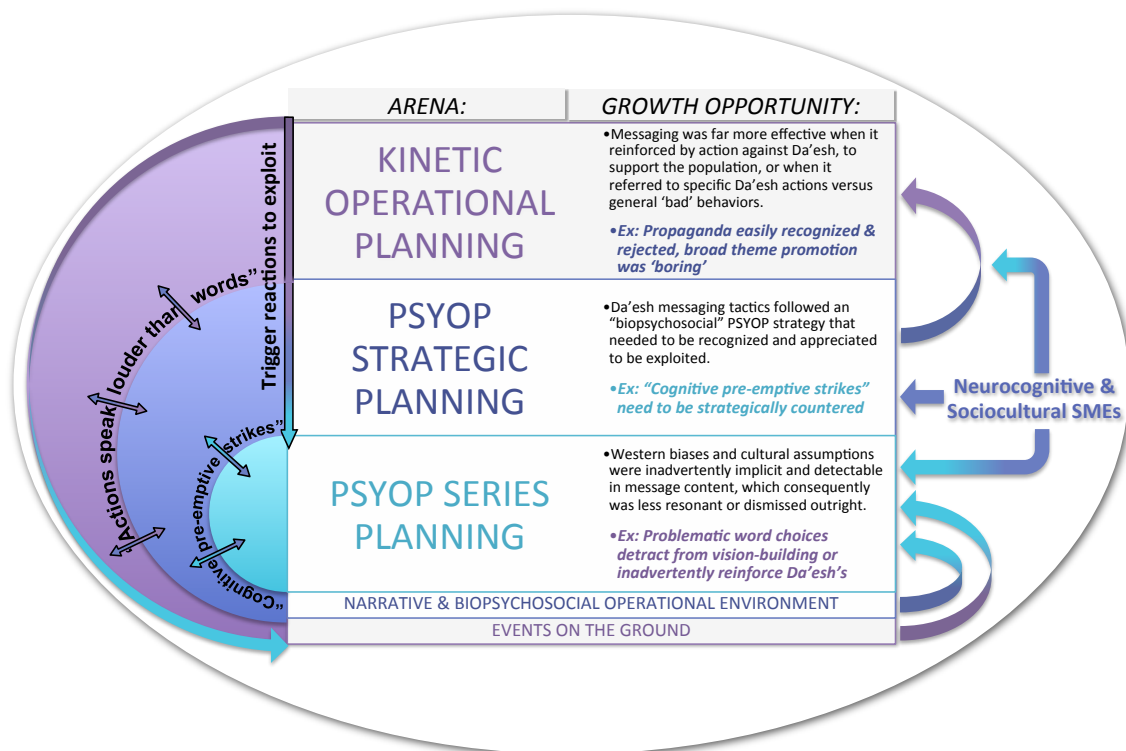 ARENA:
GROWTH OPPORTUNITY:
KINETIC
OPERATIONAL
PLANNING
•Messaging was far more effective when it
reinforced by action against Da'esh, to
support the population, or when it
referred to specific Da'esh actions versus
general 'bad' behaviors.
•Ex: Propaganda easily recognized &
rejected, broad theme promotion
was 'boring'
PSYOP
STRATEGIC
PLANNING
•Da'esh messaging tactics followed an
"biopsychosocial" PSYOP strategy that
needed to be recognized and appreciated
to be exploited.
•Ex: "Cognitive pre-emptive strikes"
need to be strategically countered
PSYOP SERIES
PLANNING
•Western biases and cultural assumptions
were inadvertently implicit and detectable
in message content, which consequently
was less resonant or dismissed outright.
•Ex: Problematic word choices
detract from vision-building or
inadvertently reinforce Da'esh's
NARRATIVE & BIOPSYCHOSOCIAL OPERATIONAL ENVIRONMENT
EVENTS ON THE GROUND
Trigger reactions to exploit
"Actions speak louder than words"
"Cognitive pre-emptive strikes"
Neurocognitive &
Sociocultural SMEs